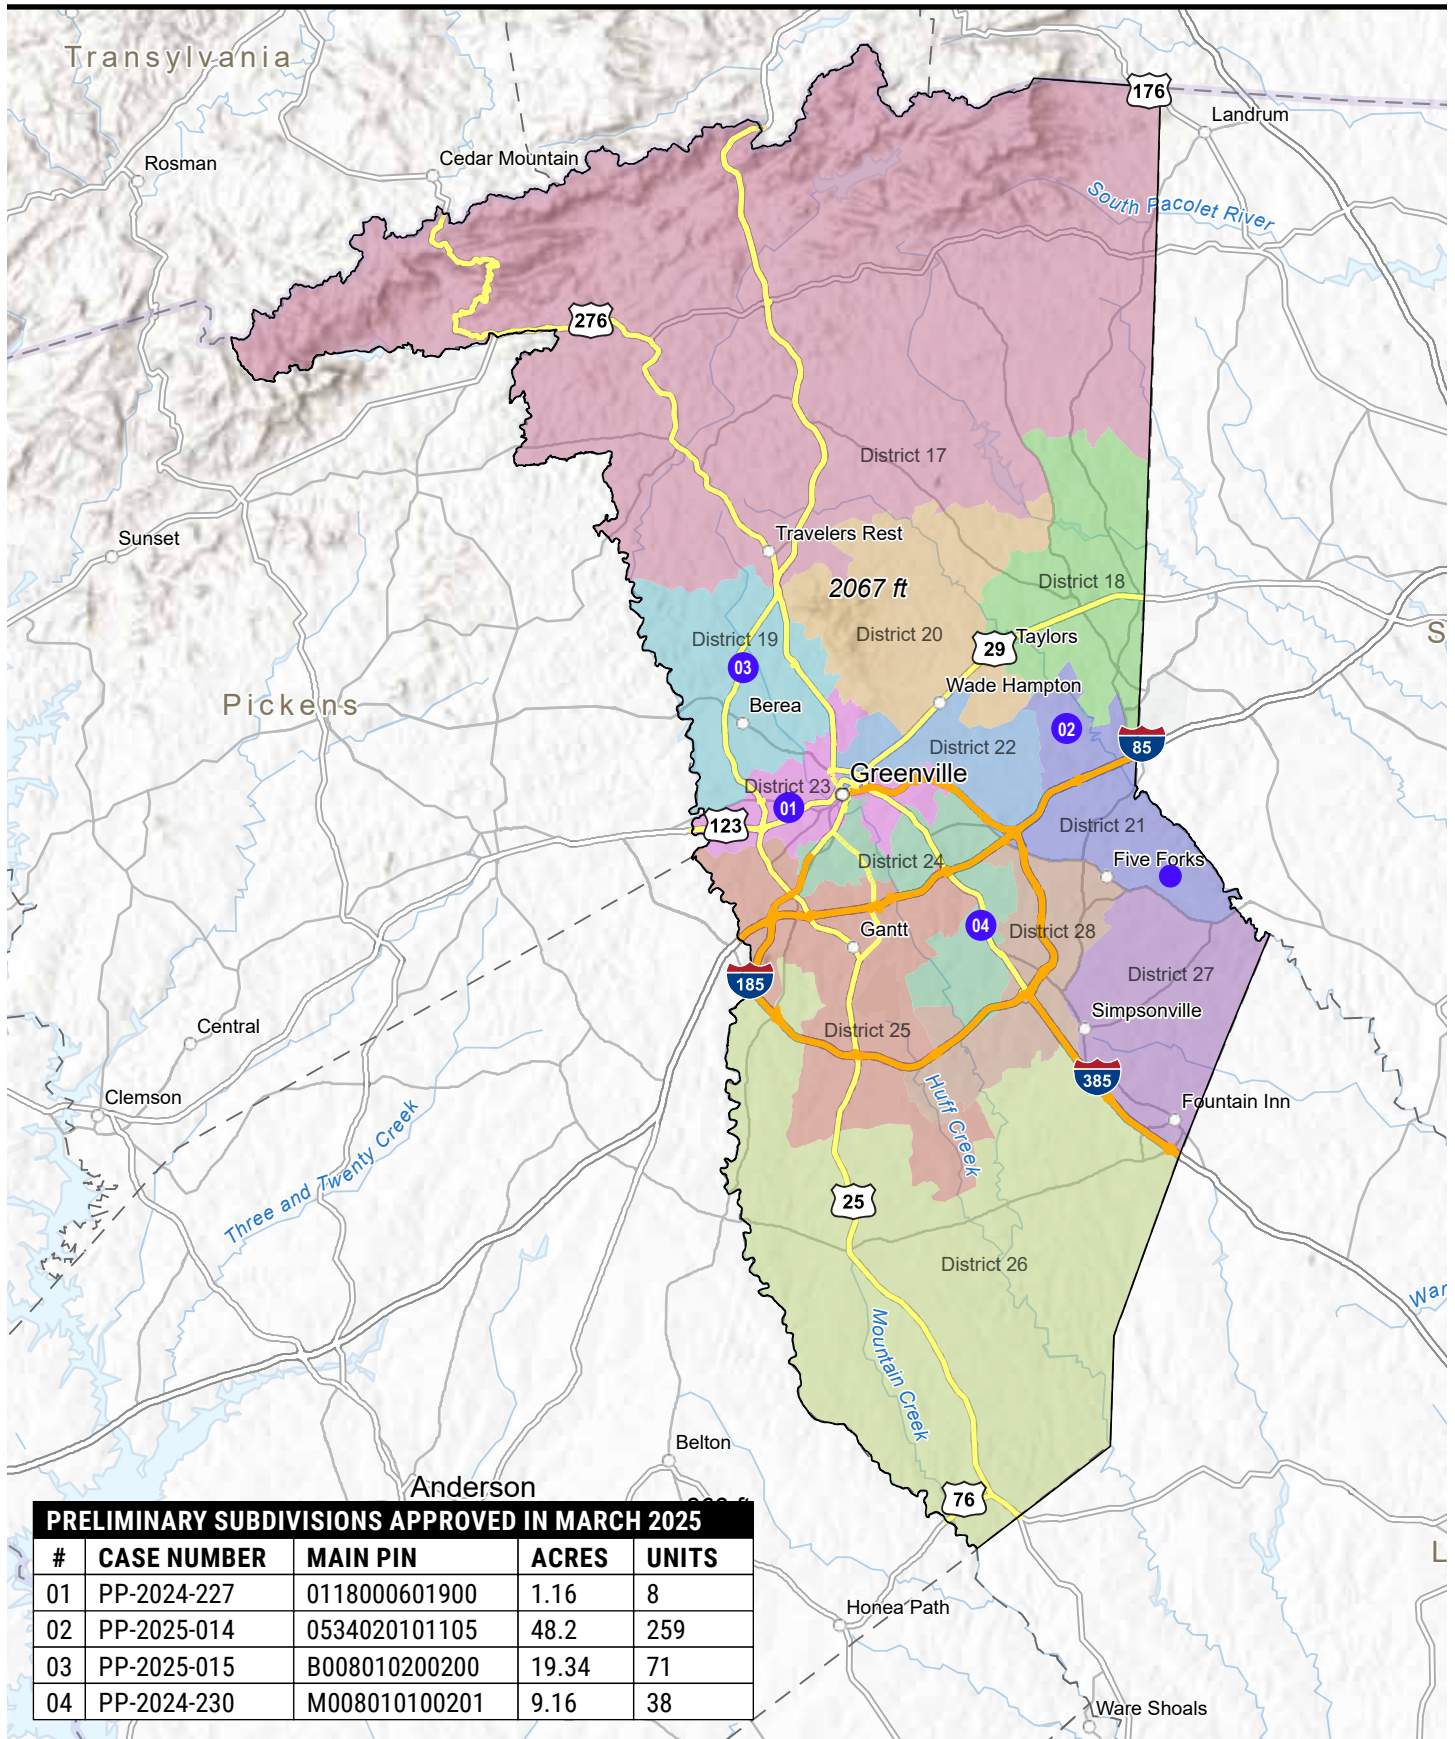 Transylvania
176
Landrum
Rosman
Cedar Mountain
South Pacolet River
276
District 17
Sunset
Travelers Rest
2067 ft
District 18
District 19
District 20
29
Taylors
03
Wade Hampton
Pickens
Berea
02
District 22
85
Greenville
District 23
01
123
District 21
District 24
Five Forks
04
Gantt
District 28
185
District 27
Simpsonville
Central
District 25
385
Huff Creek
Clemson
Fountain Inn
Three and Twenty Creek
25
District 26
Mountain Creek
Belton
Anderson
76
PRELIMINARY SUBDIVISIONS APPROVED IN MARCH 2025
# CASE NUMBER MAIN PIN ACRES UNITS
01 PP-2024-227 0118000601900 1.16 8
02 PP-2025-014 0534020101105 48.2 259
03 PP-2025-015 B008010200200 19.34 71
04 PP-2024-230 M008010100201 9.16 38
Honea Path
Ware Shoals